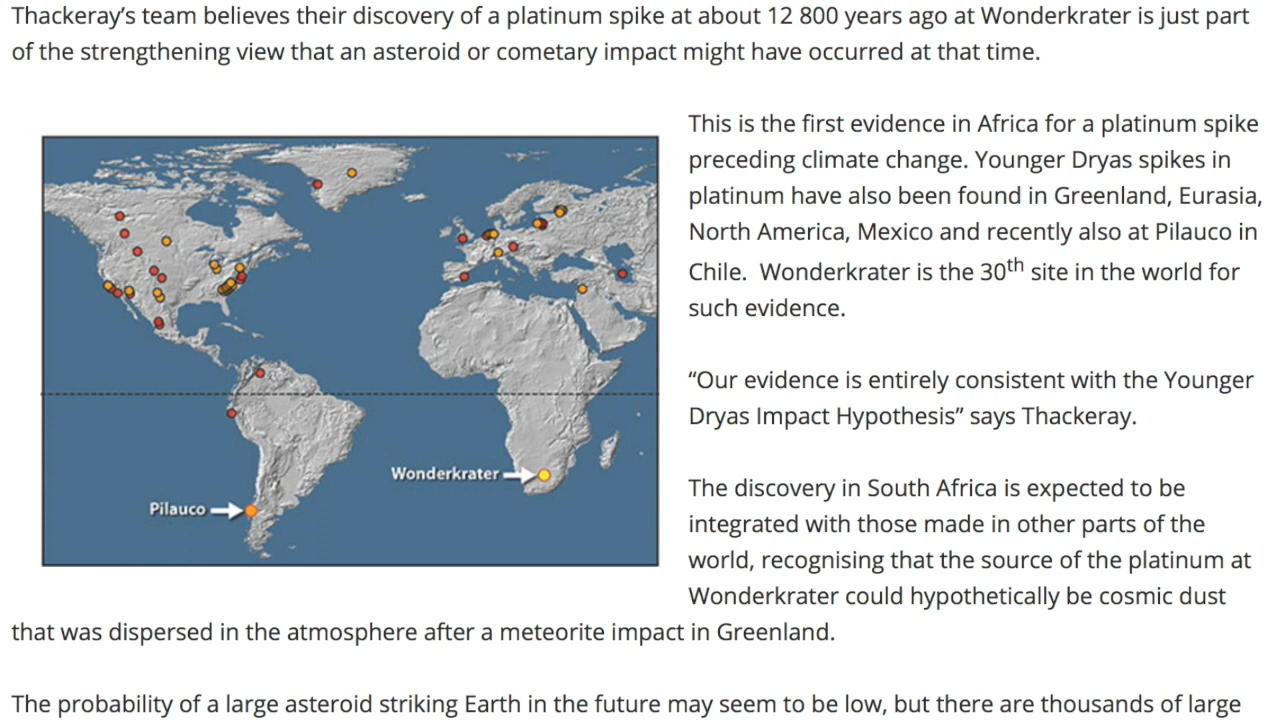 Thackeray’s team believes their discovery of a platinum spike at about 12 800 years ago at Wonderkrater is just part
of the strengthening view that an asteroid or cometary impact might have occurred at that time.
This is the first evidence in Africa for a platinum spike
preceding climate change. Younger Dryas spikes in
platinum have also been found in Greenland, Eurasia,
North America, Mexico and recently also at Pilauco in
Chile.  Wonderkrater is the 30th site in the world for
such evidence.
“Our evidence is entirely consistent with the Younger
Dryas Impact Hypothesis” says Thackeray.
Wonderkrater
Pilauco
The discovery in South Africa is expected to be
integrated with those made in other parts of the
world, recognising that the source of the platinum at
Wonderkrater could hypothetically be cosmic dust
that was dispersed in the atmosphere after a meteorite impact in Greenland.
The probability of a large asteroid striking Earth in the future may seem to be low, but there are thousands of large